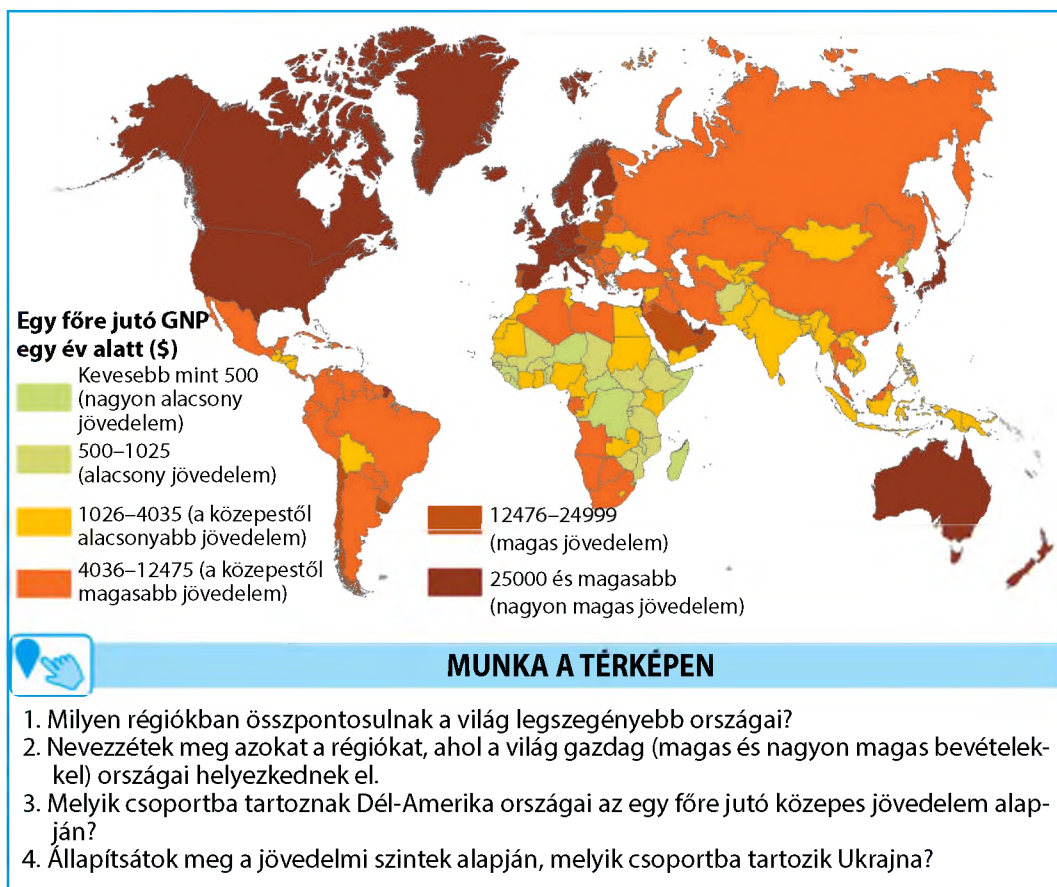 Egy főre jutó GNP
egy év alatt ($)
Kevesebb mint 500
(nagyon alacsony
jövedelem)
500–1025
(alacsony jövedelem)
1026–4035 (a közepestől
alacsonyabb jövedelem)
4036–12475 (a közepestől
magasabb jövedelem)
12476–24999
(magas jövedelem)
25000 és magasabb
(nagyon magas jövedelem)
MUNKA A TÉRKÉPEN
1. Milyen régiókban összpontosulnak a világ legszegényebb országai?
2. Nevezzétek meg azokat a régiókat, ahol a világ gazdag (magas és nagyon magas bevételek-
kel) országai helyezkednek el.
3. Melyik csoportba tartoznak Dél-Amerika országai az egy főre jutó közepes jövedelem alap-
ján?
4. Állapítsátok meg a jövedelmi szintek alapján, melyik csoportba tartozik Ukrajna?